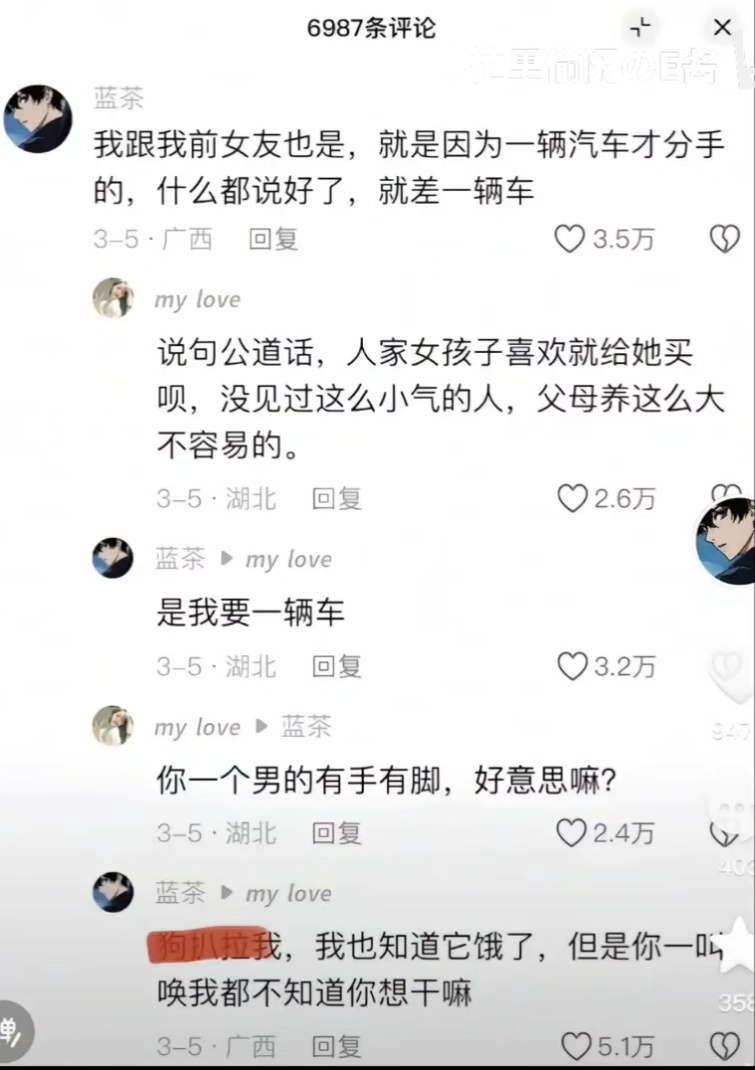 6987条评论
蓝茶
我跟我前女友也是，就是因为一辆汽车才分手
的，什么都说好了，就差一辆车
3-5 · 广西 回复 3.5万
my love
说句公道话，人家女孩子喜欢就给她买
呗，没见过这么小气的人，父母养这么大
不容易的。
3-5 · 湖北 回复 2.6万
蓝茶 ▶ my love
是我要一辆车
3-5 · 湖北 回复 3.2万
my love ▶ 蓝茶
你一个男的有手有脚，好意思嘛？
3-5 · 湖北 回复 2.4万
蓝茶 ▶ my love
狗扒拉我，我也知道它饿了，但是你一叫
唤我都不知道你想干嘛
3-5 · 广西 回复 5.1万